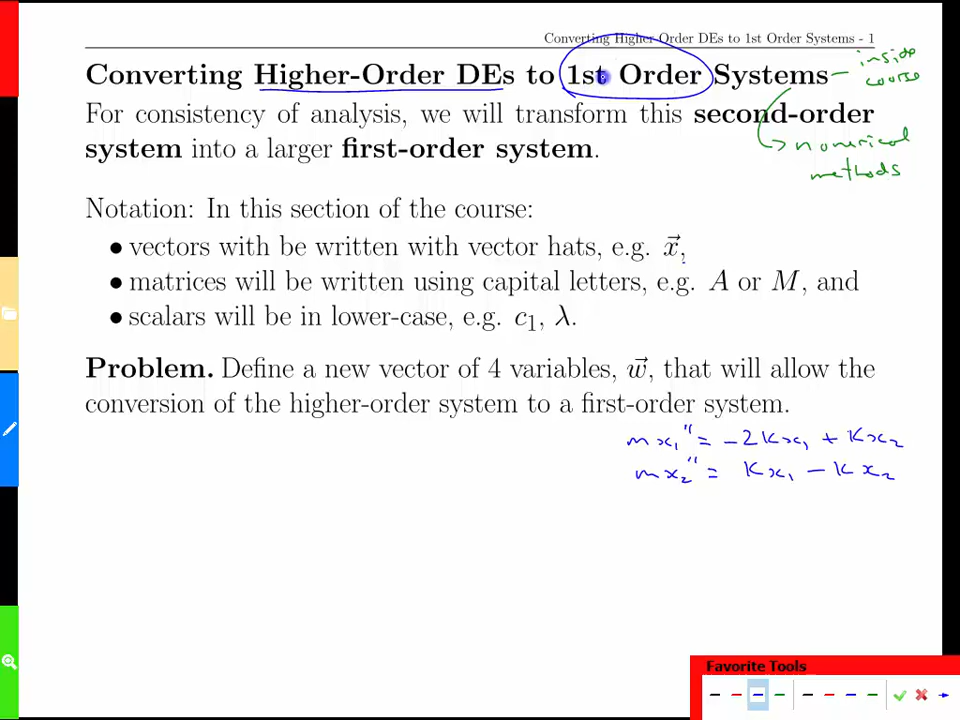 Converting Higher-Order DEs to 1st Order Systems - 1
Converting Higher-Order DEs to 1st Order Systems
– inside course
For consistency of analysis, we will transform this second-order
system into a larger first-order system.
numerical methods
Notation: In this section of the course:
• vectors with be written with vector hats, e.g. x⃗,
• matrices will be written using capital letters, e.g. A or M, and
• scalars will be in lower-case, e.g. c₁, λ.
Problem. Define a new vector of 4 variables, w⃗, that will allow the
conversion of the higher-order system to a first-order system.
mx₁'' = -2Kx₁ + Kx₂
mx₂'' = Kx₁ - Kx₂
Favorite Tools